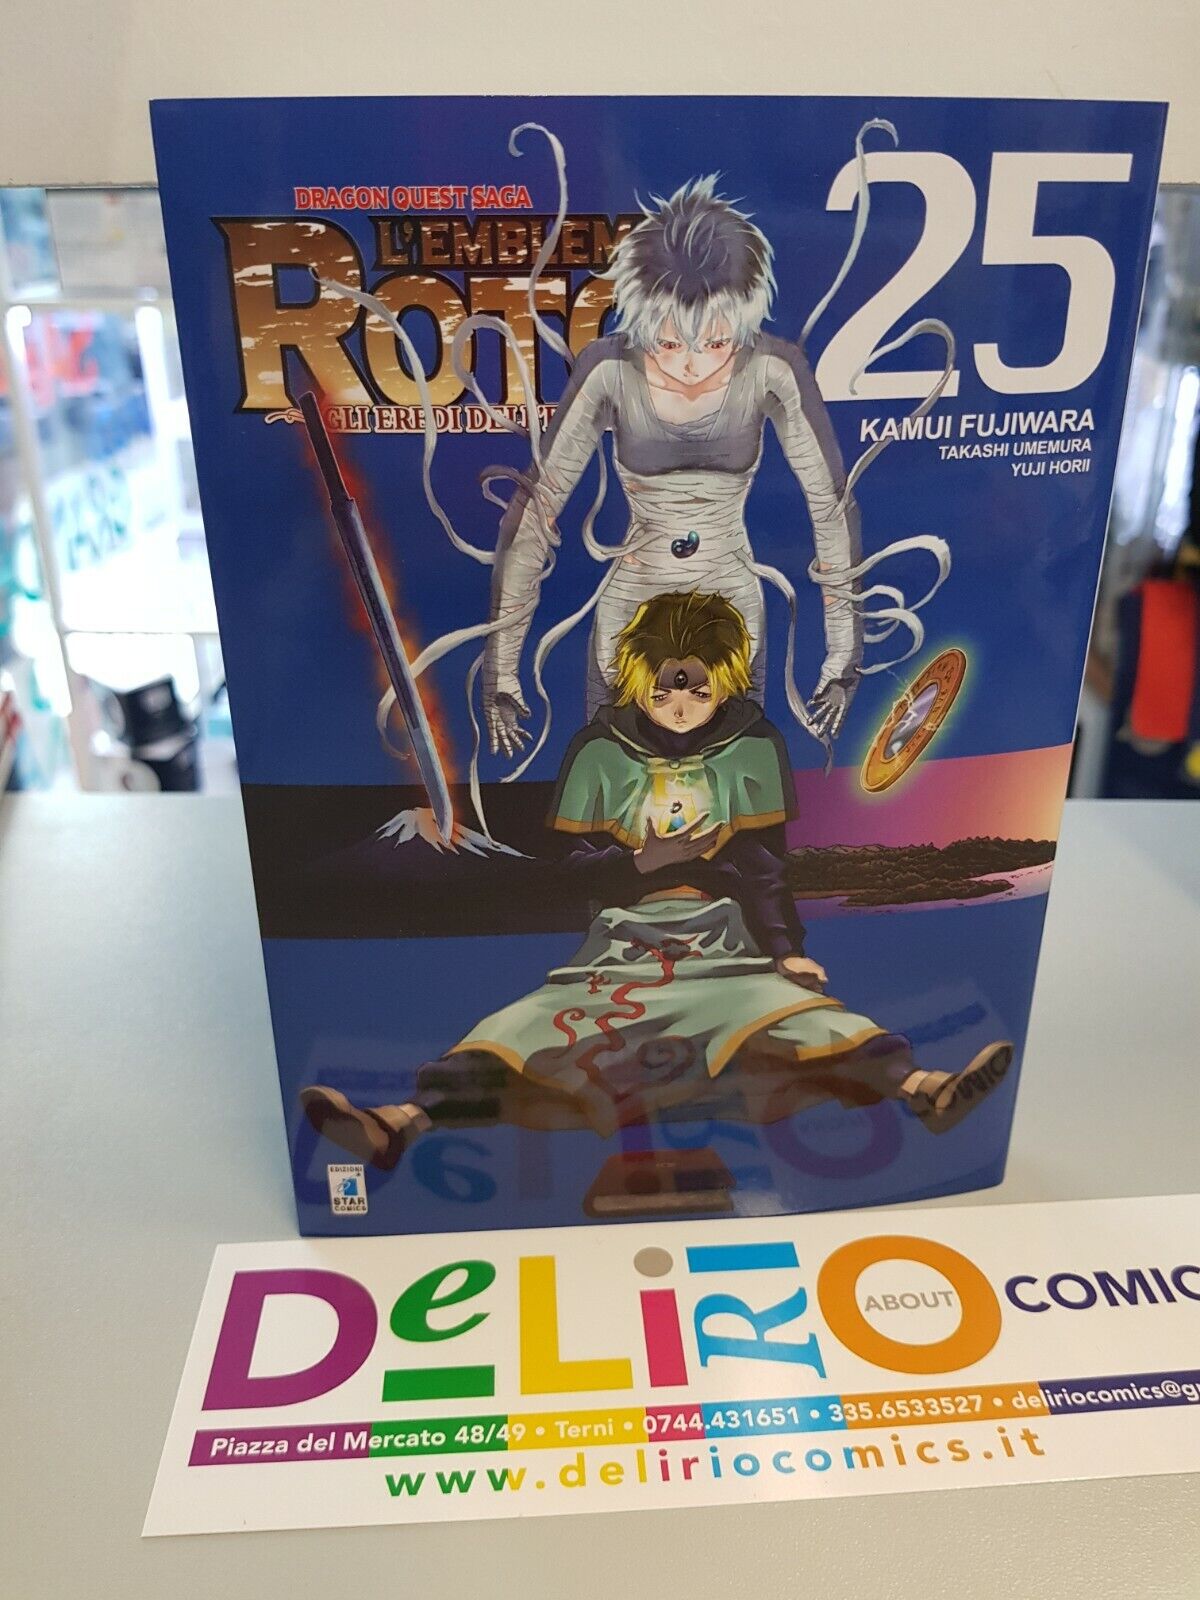 25
DRAGON QUEST SAGA
L'EMBLEM
ROTO
GLI EREDI DELL'E
KAMUI FUJIWARA
TAKASHI UMEMURA
YUJI HORII
EDIZIONI
STAR
COMICS
DeLiRiO ABOUT COMIC
Piazza del Mercato 48/49 • Terni • 0744.431651 • 335.6533527 • deliriocomics@g
www.deliriocomics.it